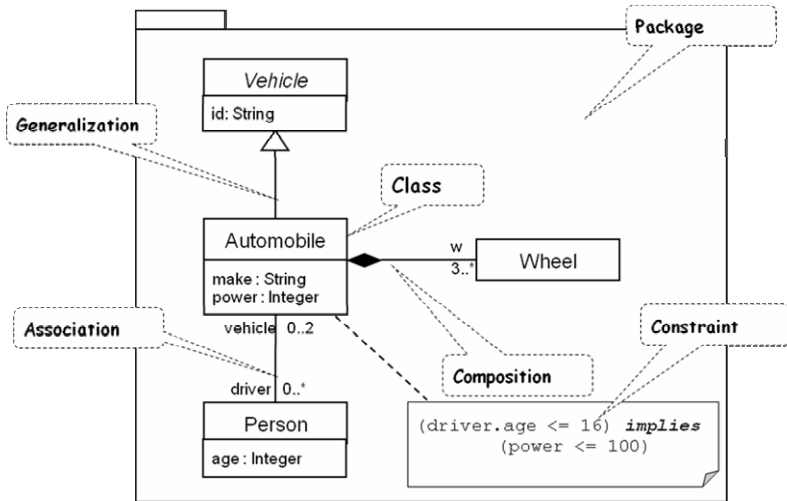 Package
Vehicle
id: String
Generalization
Class
Automobile
make : String
power : Integer
w
3..*
Wheel
vehicle 0..2
Association
Constraint
Composition
driver 0..*
Person
age : Integer
(driver.age <= 16) implies
(power <= 100)